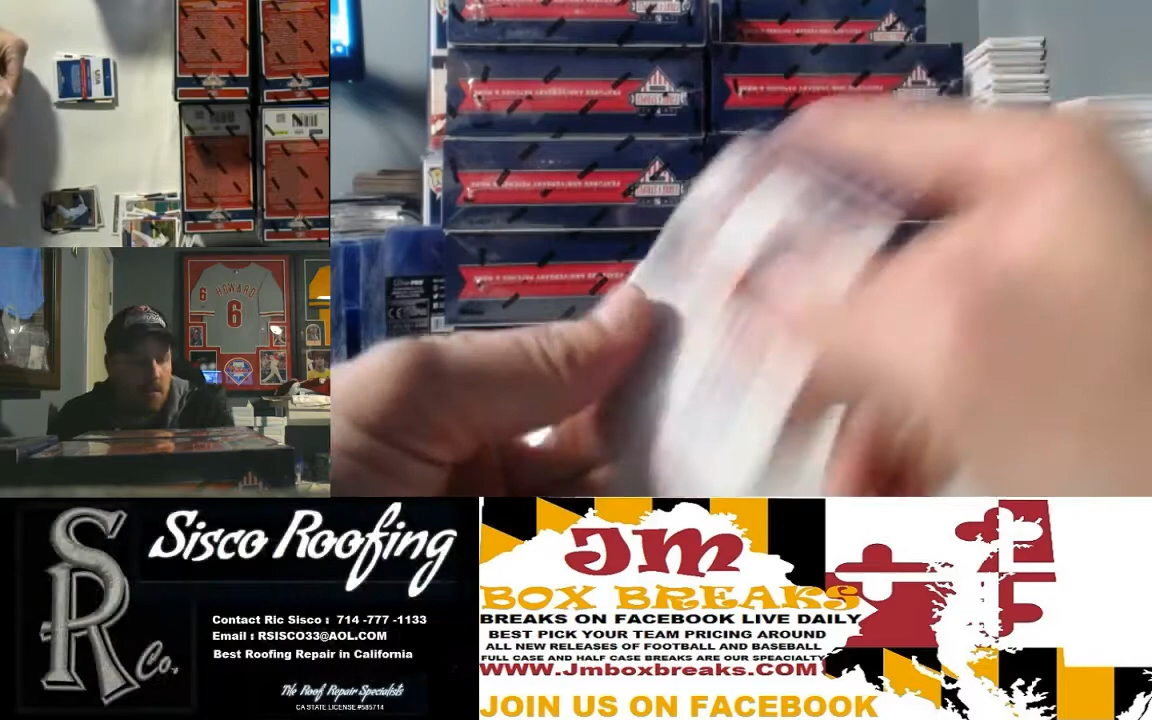 HOWARD
6
6
Sisco Roofing
SR Co.
Contact Ric Sisco : 714 -777 -1133
Email : RSISCO33@AOL.COM
Best Roofing Repair in California
The Roof Repair Specialists
CA STATE LICENSE #585714
JM
BOX BREAKS
BREAKS ON FACEBOOK LIVE DAILY
BEST PICK YOUR TEAM PRICING AROUND
ALL NEW RELEASES OF FOOTBALL AND BASEBALL
FULL CASE AND HALF CASE BREAKS ARE OUR SPEACIALTY
WWW.Jmboxbreaks.COM
JOIN US ON FACEBOOK